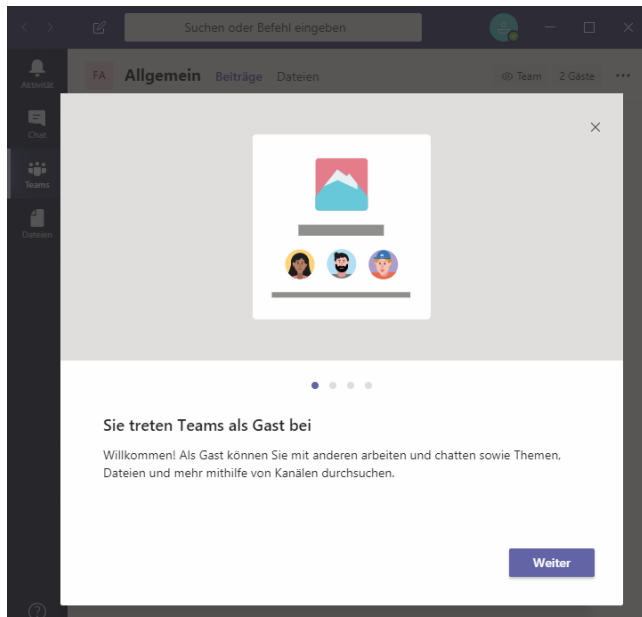 Suchen oder Befehl eingeben
Aktivität
FA Allgemein Beiträge Dateien Team 2 Gäste
Chat
Teams
Dateien
Sie treten Teams als Gast bei
Willkommen! Als Gast können Sie mit anderen arbeiten und chatten sowie Themen,
Dateien und mehr mithilfe von Kanälen durchsuchen.
Weiter